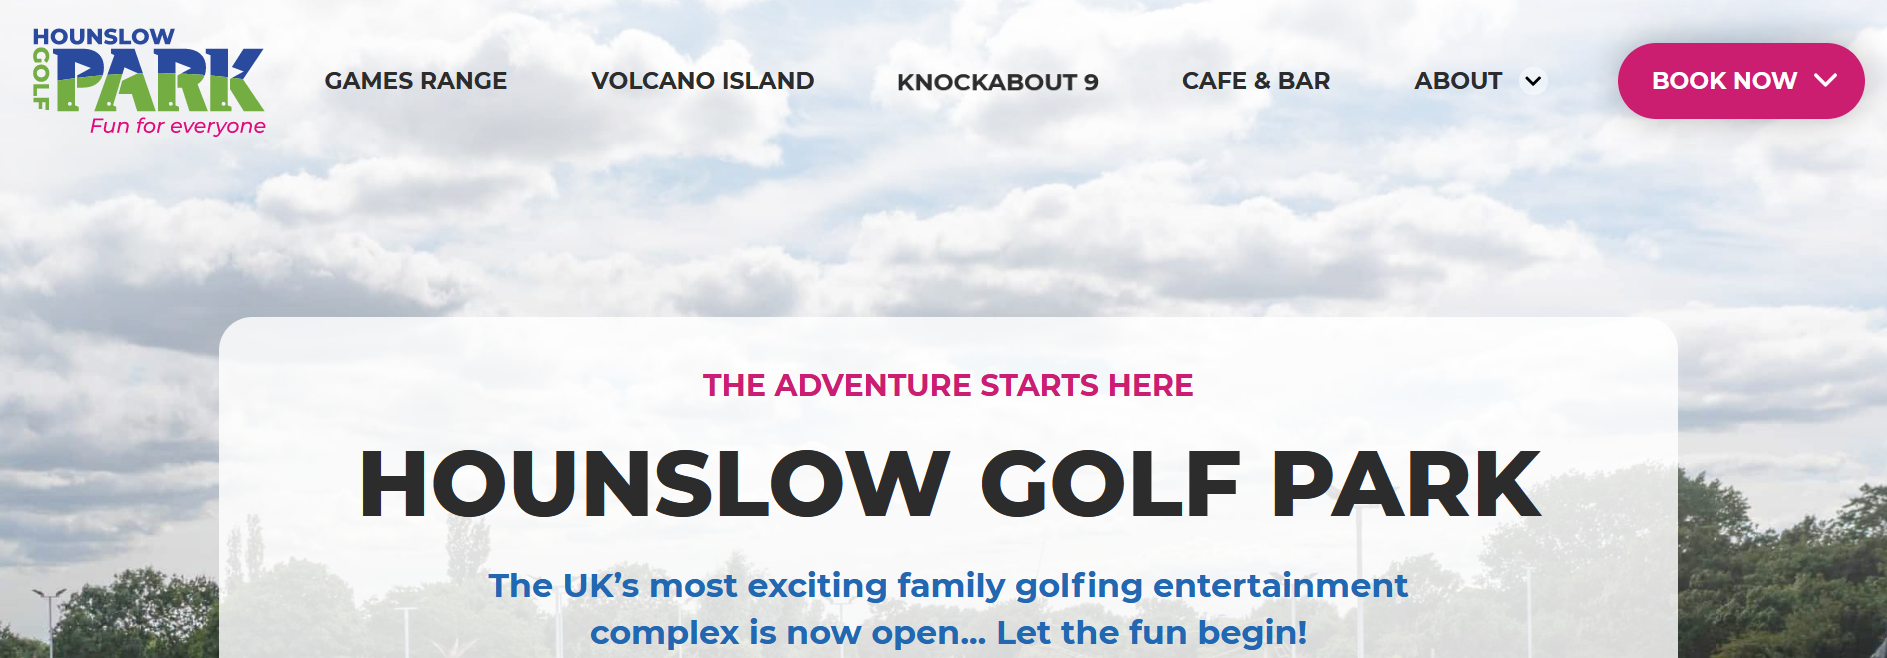 HOUNSLOW
GOLF
PARK
Fun for everyone
GAMES RANGE
VOLCANO ISLAND
KNOCKABOUT 9
CAFE & BAR
ABOUT
BOOK NOW
THE ADVENTURE STARTS HERE
HOUNSLOW GOLF PARK
The UK’s most exciting family golfing entertainment
complex is now open... Let the fun begin!